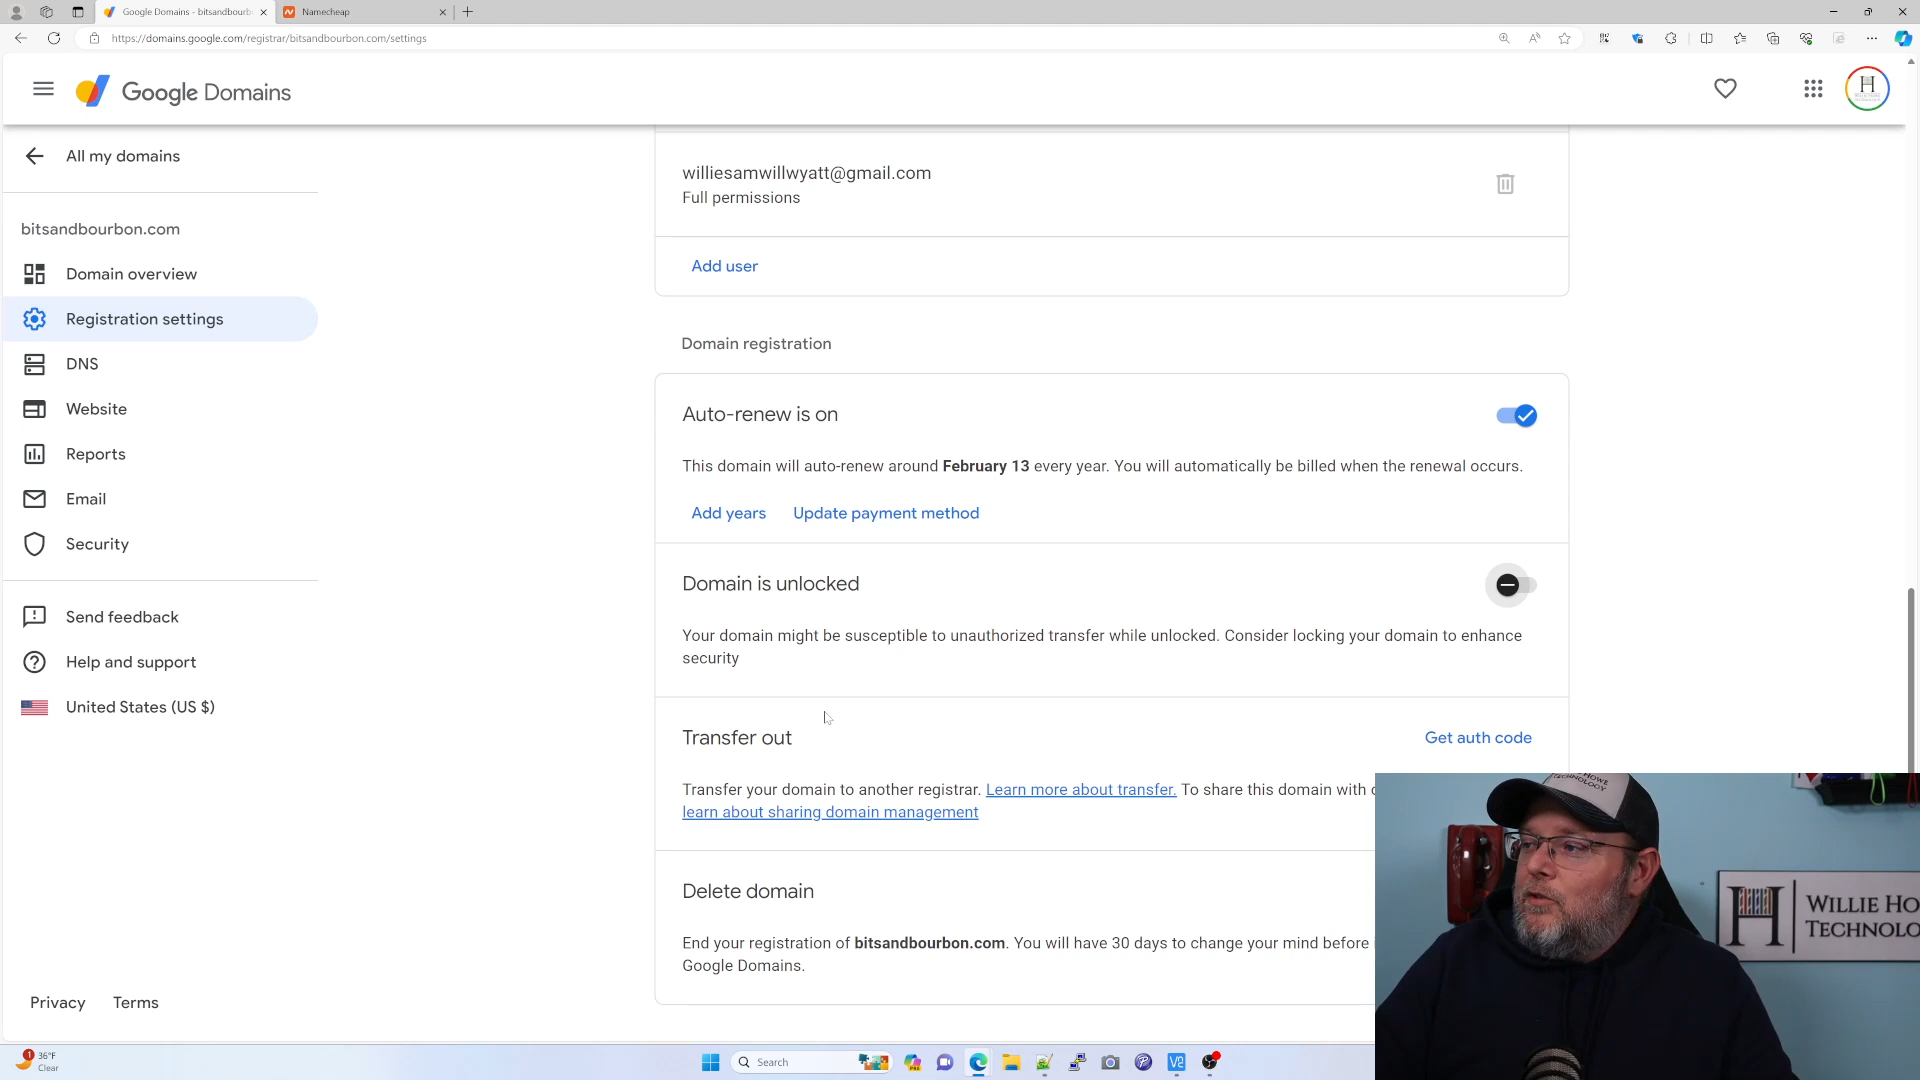 Google Domains - bitsandbourb
Namecheap
https://domains.google.com/registrar/bitsandbourbon.com/settings
Google Domains
H
All my domains
bitsandbourbon.com
Domain overview
Registration settings
DNS
Website
Reports
Email
Security
Send feedback
Help and support
United States (US $)
Privacy
Terms
williesamwillwyatt@gmail.com
Full permissions
Add user
Domain registration
Auto-renew is on
This domain will auto-renew around February 13 every year. You will automatically be billed when the renewal occurs.
Add years
Update payment method
Domain is unlocked
Your domain might be susceptible to unauthorized transfer while unlocked. Consider locking your domain to enhance
security
Transfer out
Get auth code
Transfer your domain to another registrar. Learn more about transfer. To share this domain with
learn about sharing domain management
Delete domain
End your registration of bitsandbourbon.com. You will have 30 days to change your mind before
Google Domains.
HOWE
TECHNOLOGY
H
WILLIE HO
TECHNOLO
1
36°F
Clear
Search